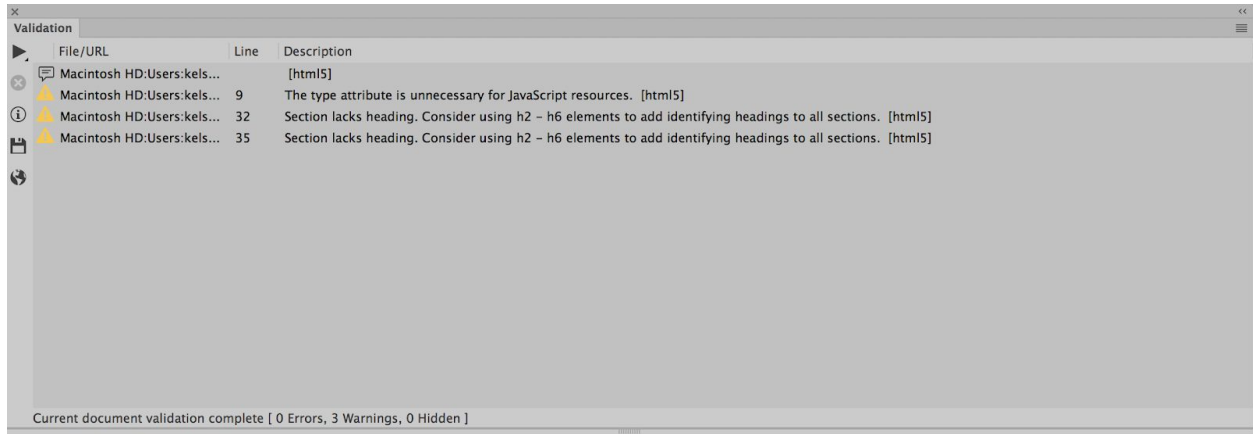 Validation
File/URL Line Description
Macintosh HD:Users:kels... [html5]
Macintosh HD:Users:kels... 9 The type attribute is unnecessary for JavaScript resources. [html5]
Macintosh HD:Users:kels... 32 Section lacks heading. Consider using h2 – h6 elements to add identifying headings to all sections. [html5]
Macintosh HD:Users:kels... 35 Section lacks heading. Consider using h2 – h6 elements to add identifying headings to all sections. [html5]
Current document validation complete [ 0 Errors, 3 Warnings, 0 Hidden ]